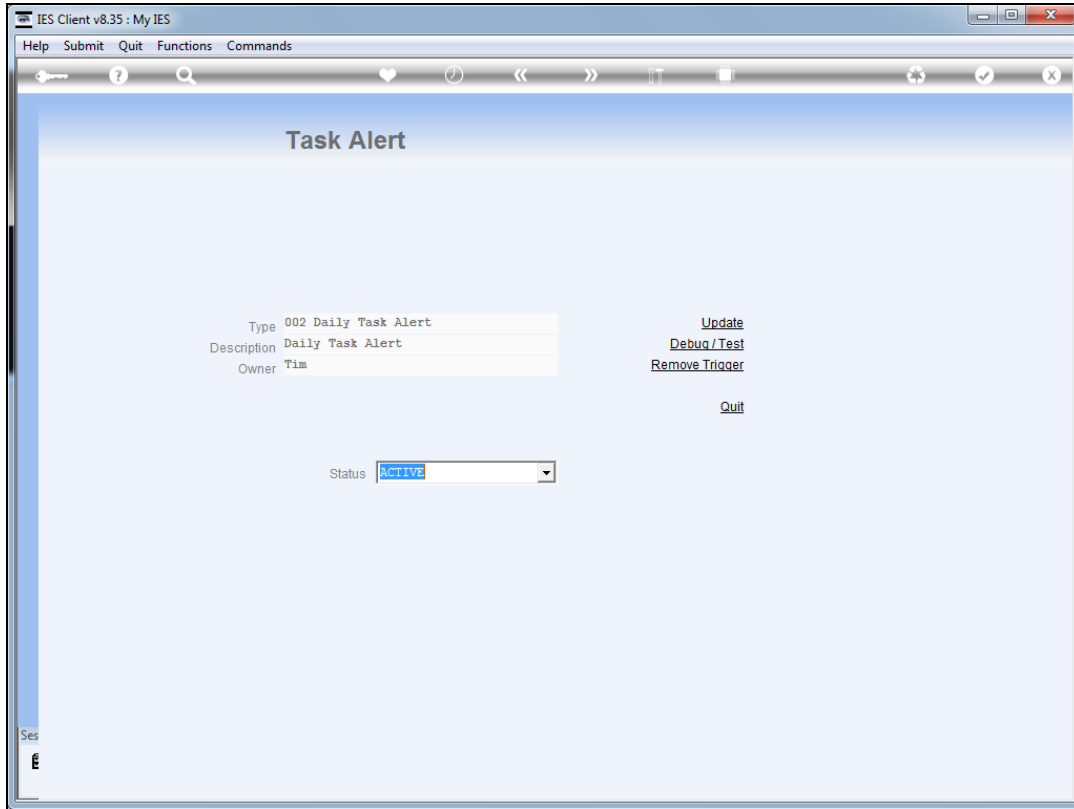 IES Client v8.35 : My IES
Help Submit Quit Functions Commands
Task Alert
Type 002 Daily Task Alert
Update
Description Daily Task Alert
Debug / Test
Owner Tim
Remove Trigger
Quit
Status ACTIVE
Ses